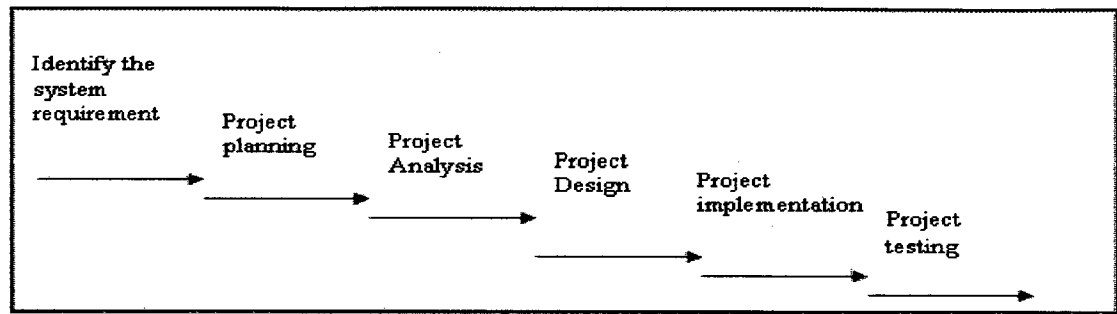 Identify the
system
requirement
Project
planning
Project
Analysis
Project
Design
Project
implementation
Project
testing